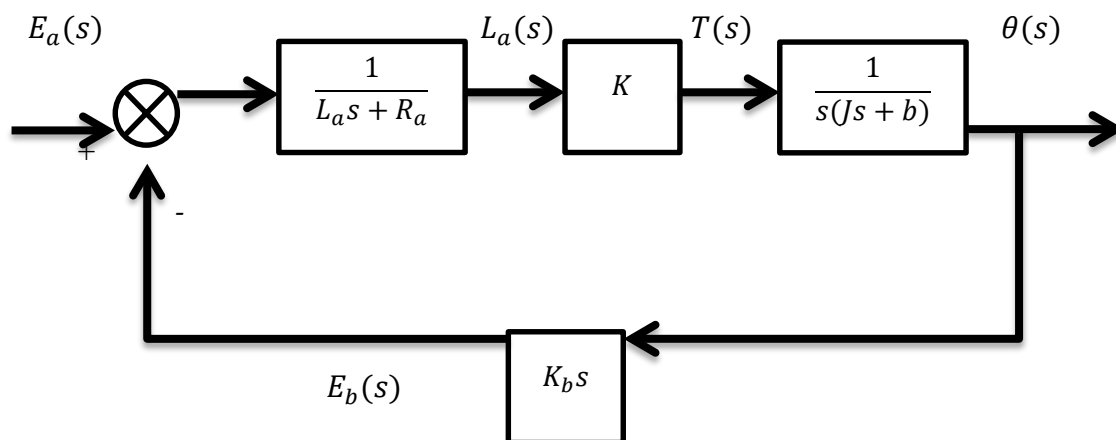 E_a(s) L_a(s) T(s) θ(s)
1
L_a s + R_a
K
1
s(Js + b)
+
-
E_b(s)
K_b s